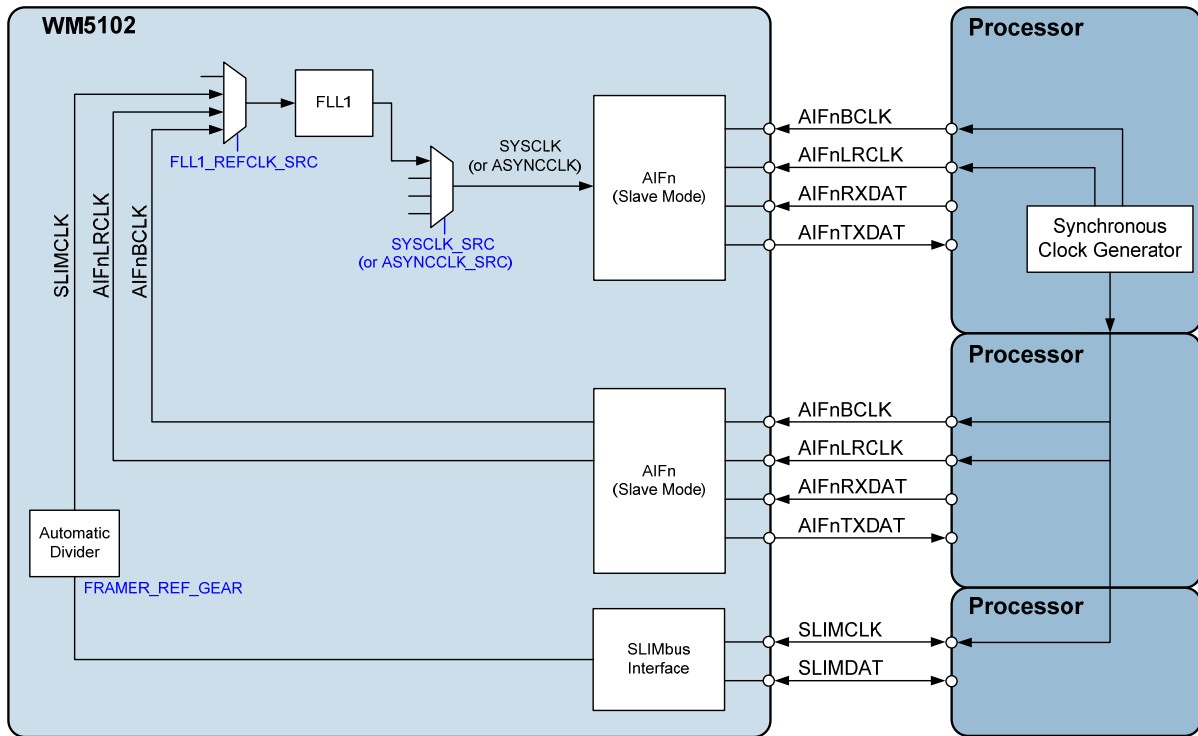 WM5102
Processor
FLL1
FLL1_REFCLK_SRC
SYSCLK
(or ASYNCCLK)
SYSCLK_SRC
(or ASYNCCLK_SRC)
AIFn
(Slave Mode)
AIFnBCLK
AIFnLRCLK
AIFnRXDAT
AIFnTXDAT
Synchronous
Clock Generator
SLIMCLK
AIFnLRCLK
AIFnBCLK
Processor
AIFn
(Slave Mode)
AIFnBCLK
AIFnLRCLK
AIFnRXDAT
AIFnTXDAT
Automatic
Divider
FRAMER_REF_GEAR
Processor
SLIMbus
Interface
SLIMCLK
SLIMDAT